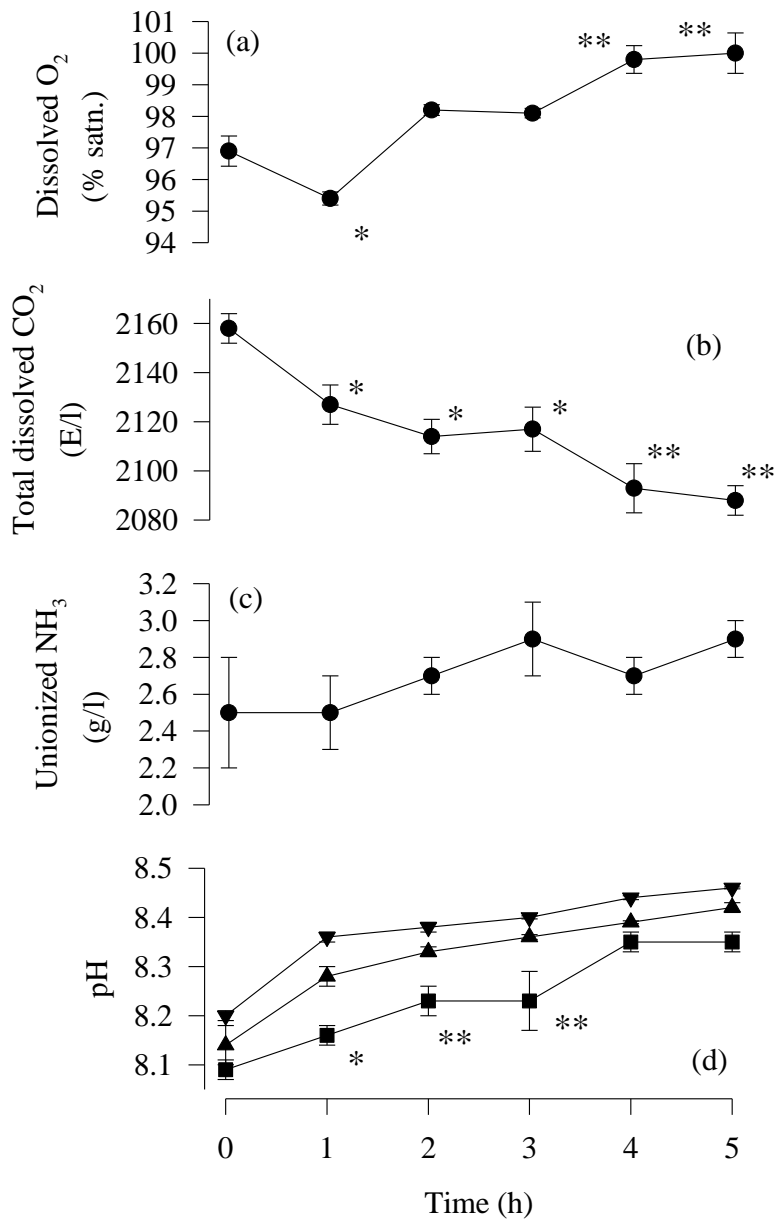 (a)
Dissolved O2
(% satn.)
101
100
99
98
97
96
95
94
*
**
**
(b)
Total dissolved CO2
(E/l)
2160
2140
2120
2100
2080
*
*
*
**
**
(c)
Unionized NH3
(g/l)
3.2
3.0
2.8
2.6
2.4
2.2
2.0
pH
8.5
8.4
8.3
8.2
8.1
*
**
**
(d)
0 1 2 3 4 5
Time (h)